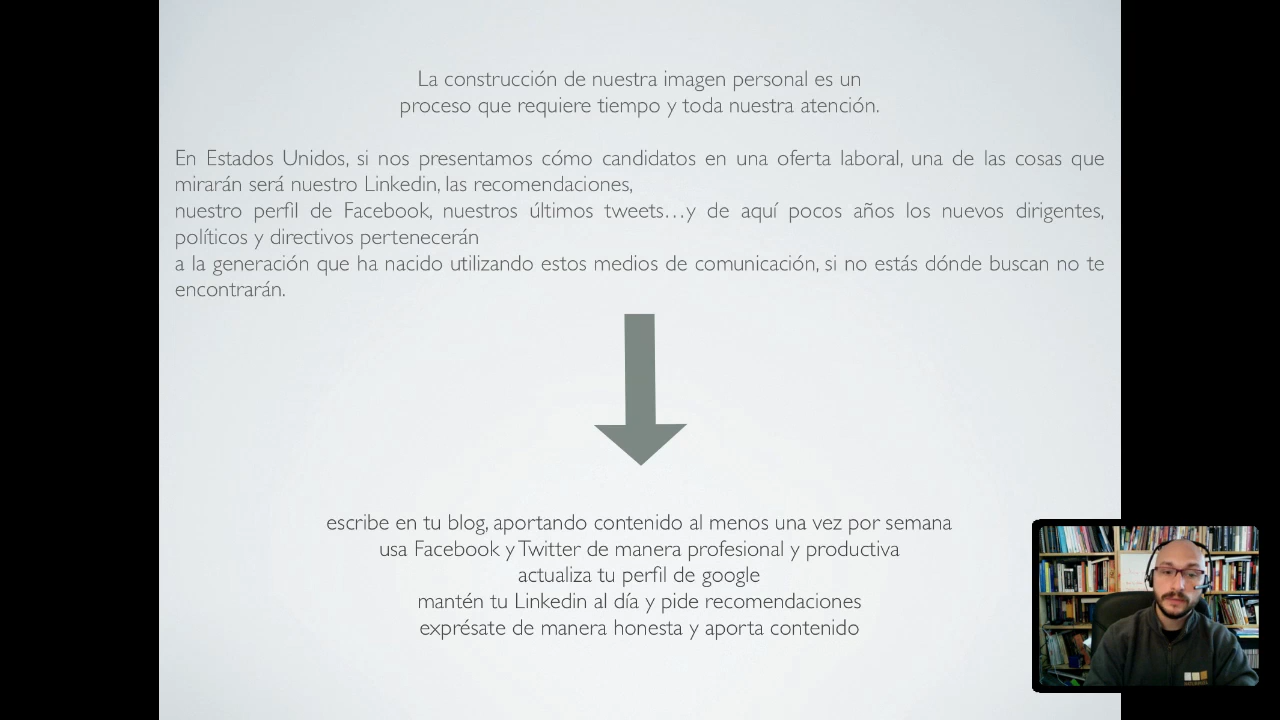 La construcción de nuestra imagen personal es un
proceso que requiere tiempo y toda nuestra atención.
En Estados Unidos, si nos presentamos cómo candidatos en una oferta laboral, una de las cosas que
mirarán será nuestro Linkedin, las recomendaciones,
nuestro perfil de Facebook, nuestros últimos tweets…y de aquí pocos años los nuevos dirigentes,
políticos y directivos pertenecerán
a la generación que ha nacido utilizando estos medios de comunicación, si no estás dónde buscan no te
encontrarán.
escribe en tu blog, aportando contenido al menos una vez por semana
usa Facebook y Twitter de manera profesional y productiva
actualiza tu perfil de google
manten tu Linkedin al día y pide recomendaciones
exprésate de manera honesta y aporta contenido